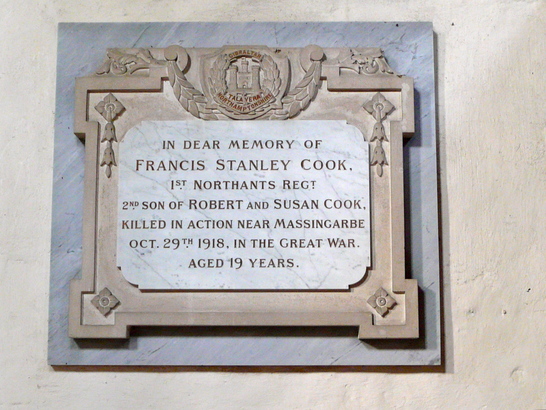 GIBRALTAR
TALAVERA
NORTHAMPTONSHIRE
IN DEAR MEMORY OF
FRANCIS STANLEY COOK,
1ST NORTHANTS REGT
2ND SON OF ROBERT AND SUSAN COOK,
KILLED IN ACTION NEAR MASSINGARBE
OCT. 29TH 1918, IN THE GREAT WAR.
AGED 19 YEARS.